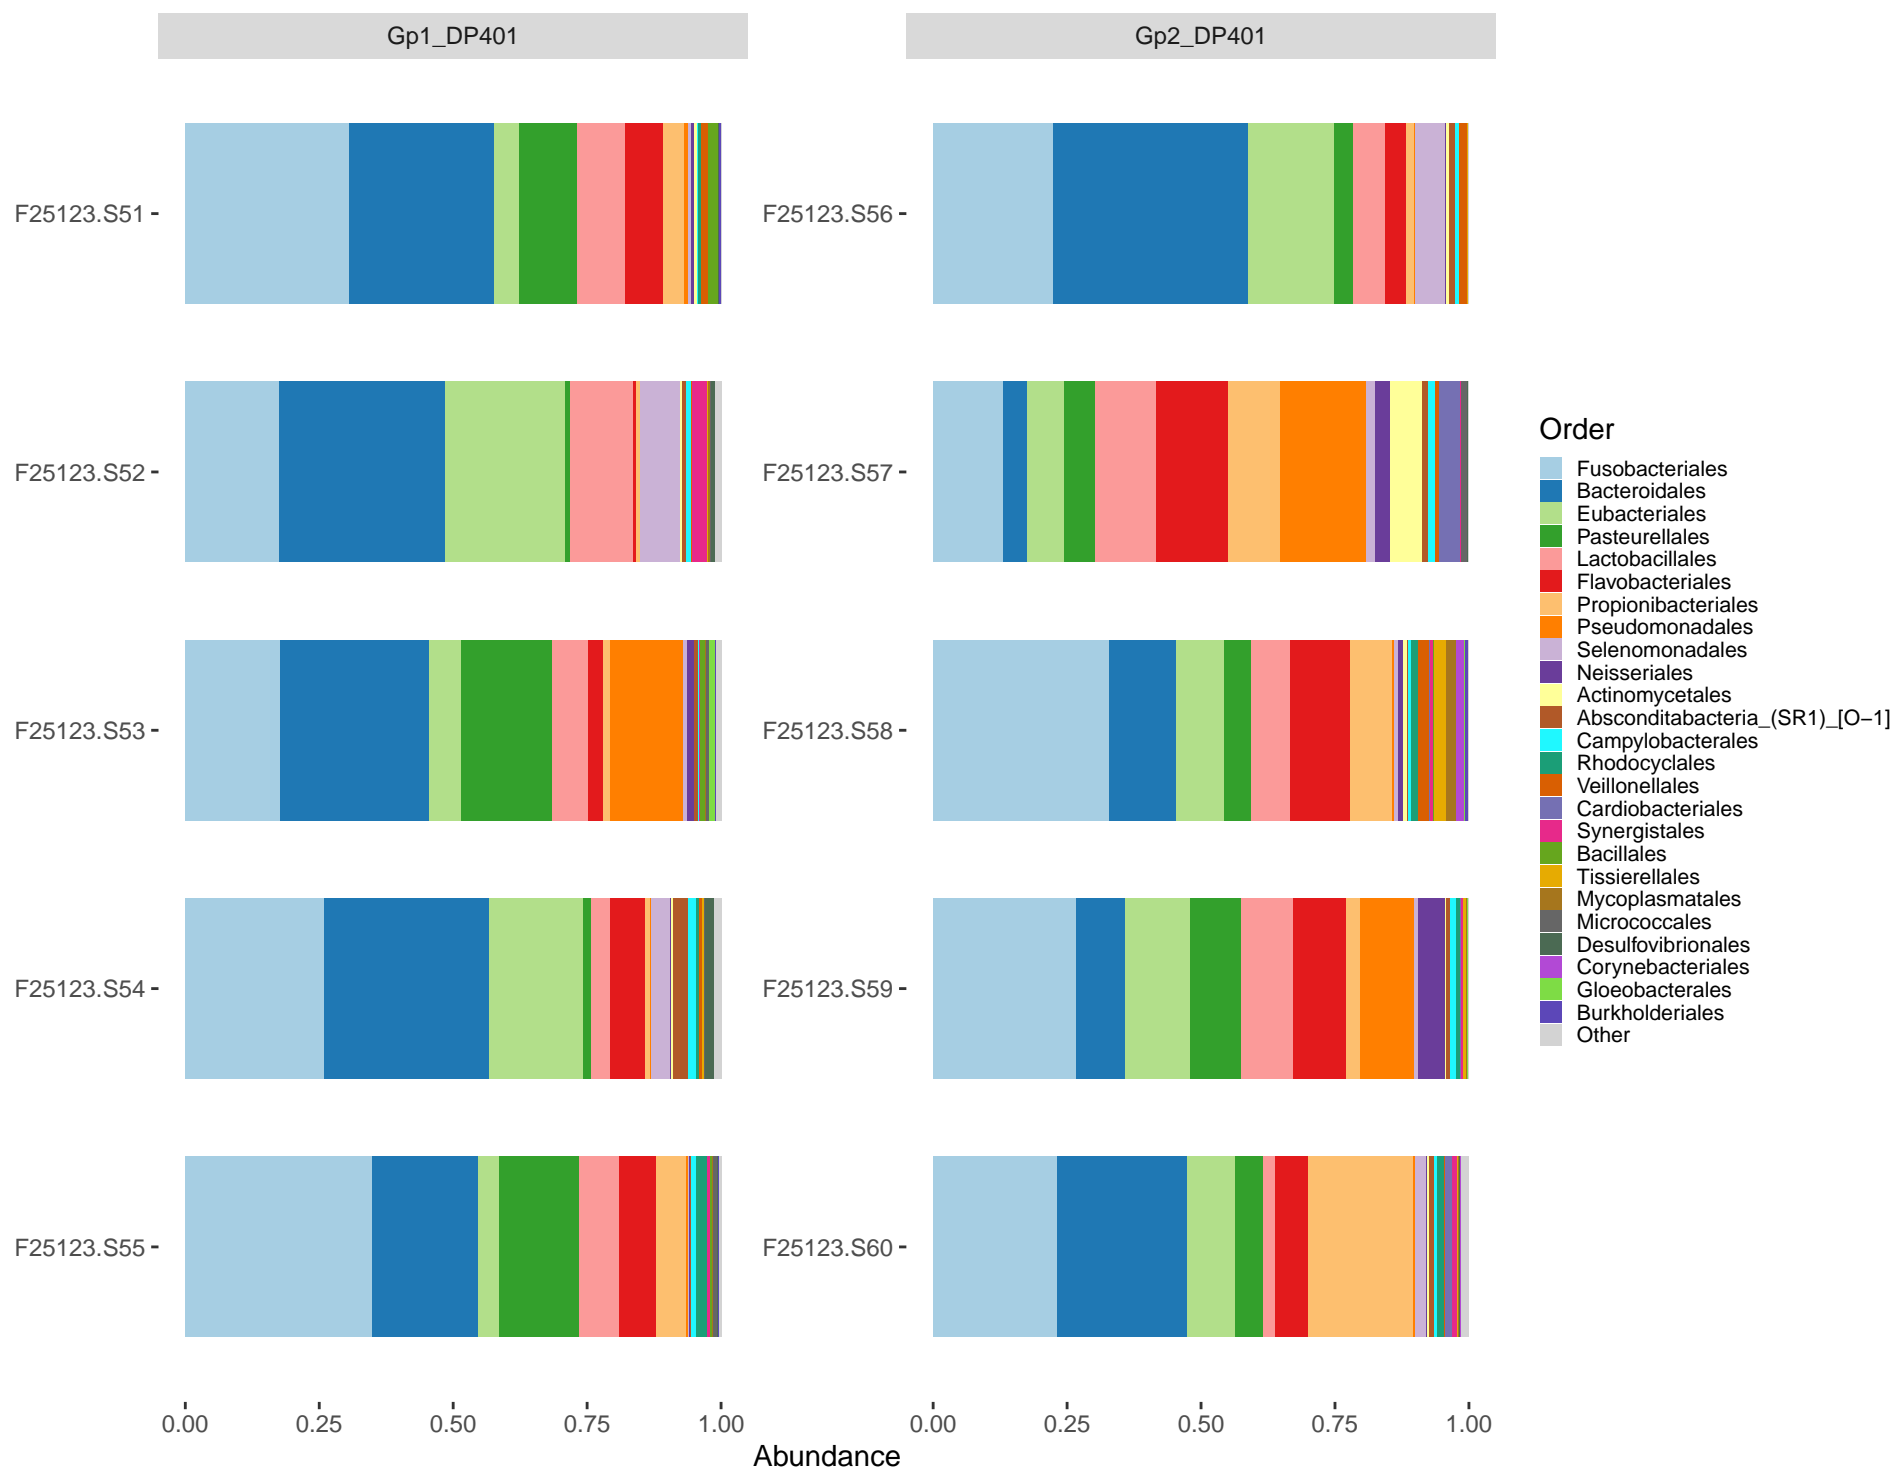 Gp1_DP401
Gp2_DP401
F25123.S51
F25123.S52
F25123.S53
F25123.S54
F25123.S55
F25123.S56
F25123.S57
F25123.S58
F25123.S59
F25123.S60
0.00 0.25 0.50 0.75 1.00
0.00 0.25 0.50 0.75 1.00
Abundance
Order
Fusobacteriales
Bacteroidales
Eubacteriales
Pasteurellales
Lactobacillales
Flavobacteriales
Propionibacteriales
Pseudomonadales
Selenomonadales
Neisseriales
Actinomycetales
Absconditabacteria_(SR1)_[O−1]
Campylobacterales
Rhodocyclales
Veillonellales
Cardiobacteriales
Synergistales
Bacillales
Tissierellales
Mycoplasmatales
Micrococcales
Desulfovibrionales
Corynebacteriales
Gloeobacterales
Burkholderiales
Other